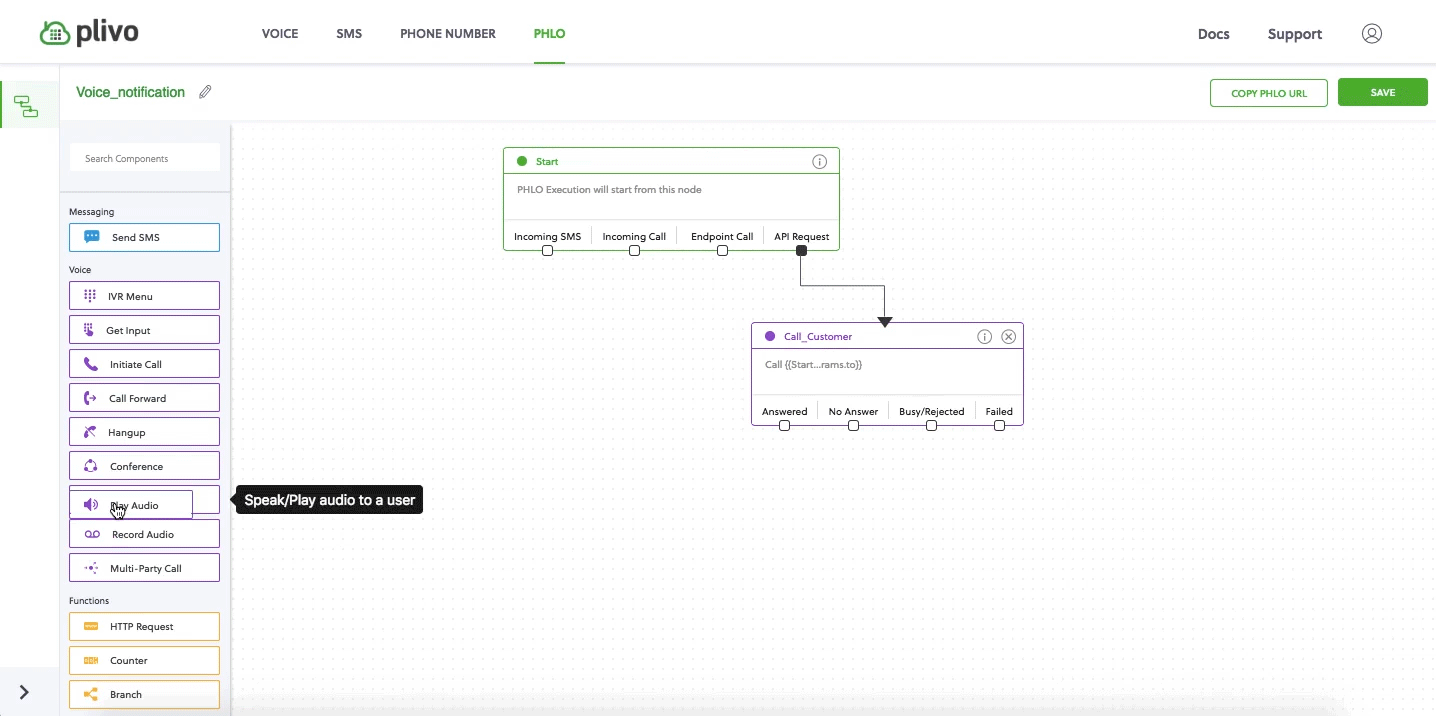 plivo
VOICE
SMS
PHONE NUMBER
PHLO
Docs
Support
Voice_notification
COPY PHLO URL
SAVE
Search Components
Messaging
Send SMS
Voice
IVR Menu
Get Input
Initiate Call
Call Forward
Hangup
Conference
Play Audio
Speak/Play audio to a user
Record Audio
Multi-Party Call
Functions
HTTP Request
Counter
Branch
Start
PHLO Execution will start from this node
Incoming SMS
Incoming Call
Endpoint Call
API Request
Call_Customer
Call {{Start...rams.to}}
Answered
No Answer
Busy/Rejected
Failed